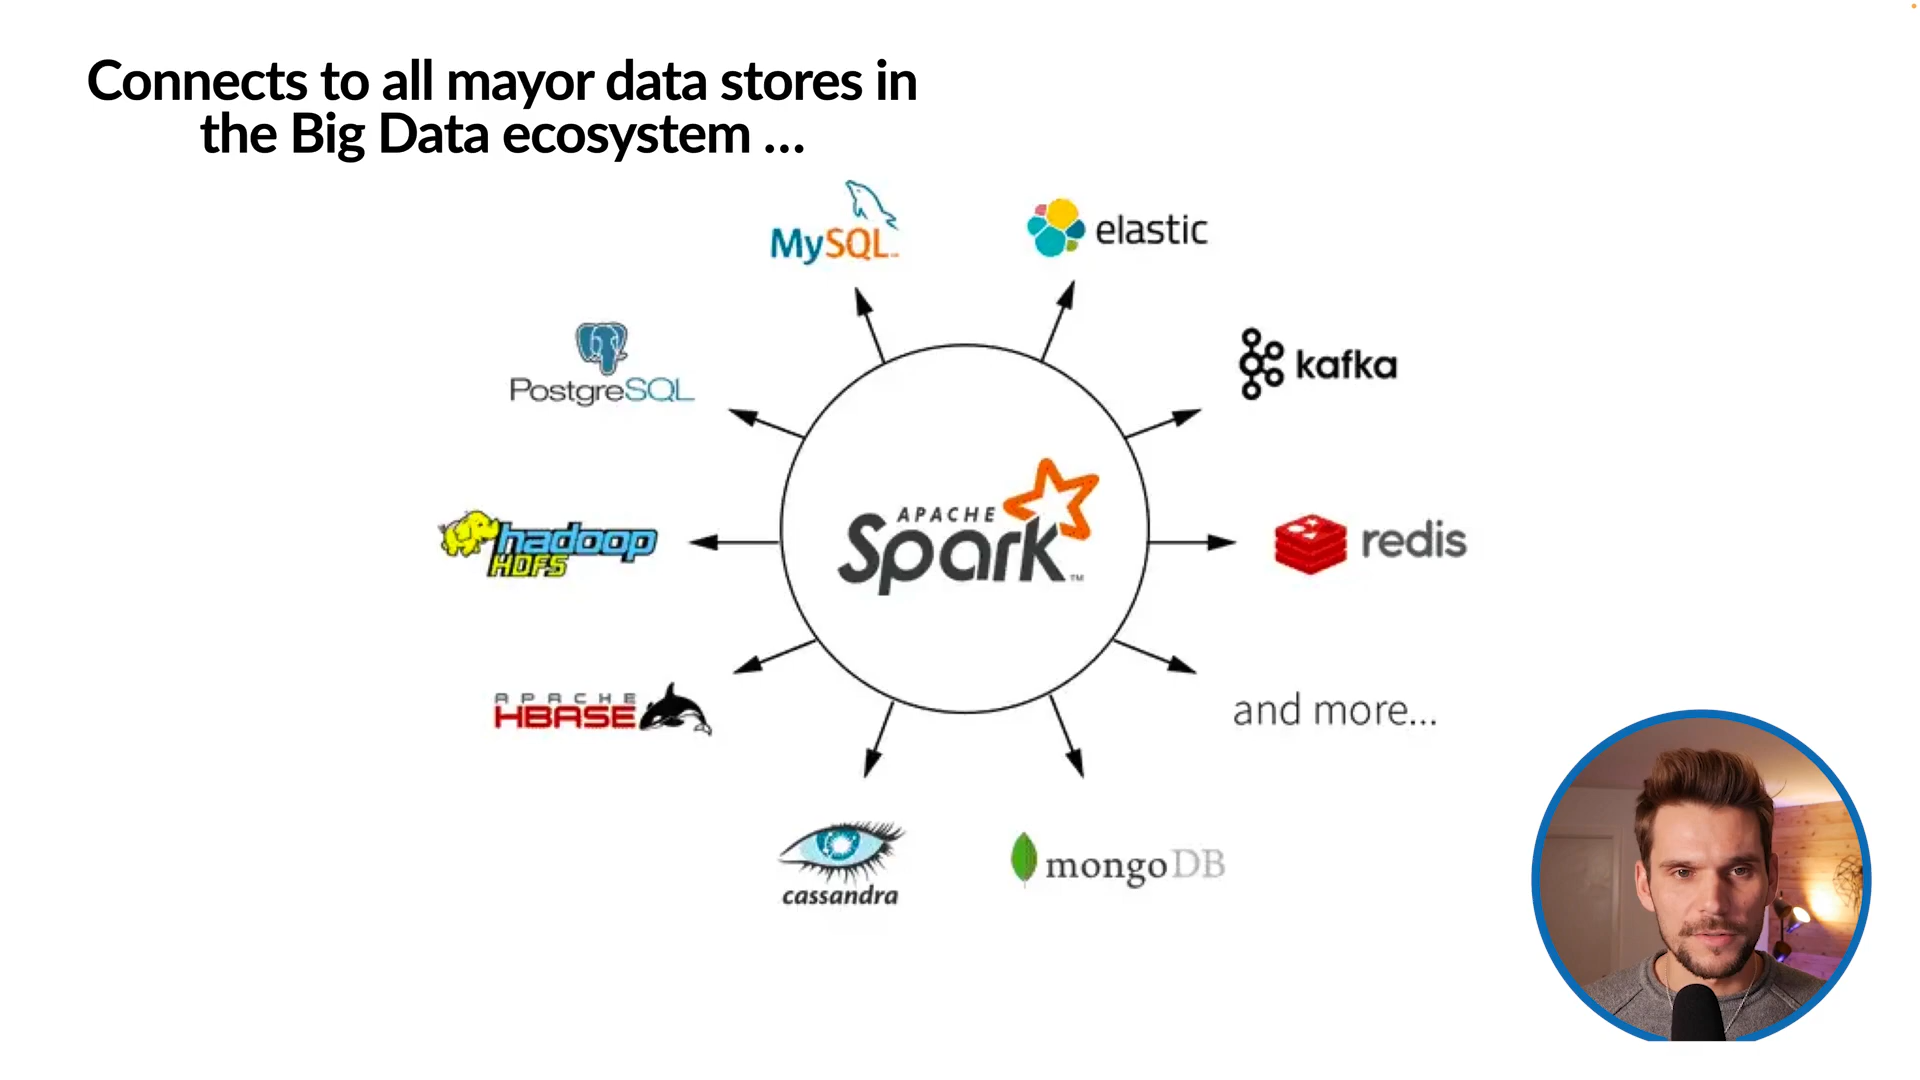 Connects to all mayor data stores in
the Big Data ecosystem ...
MySQL
elastic
PostgreSQL
kafka
APACHE
Spark™
hadoop
HDFS
redis
APACHE
HBASE
and more...
cassandra
mongoDB